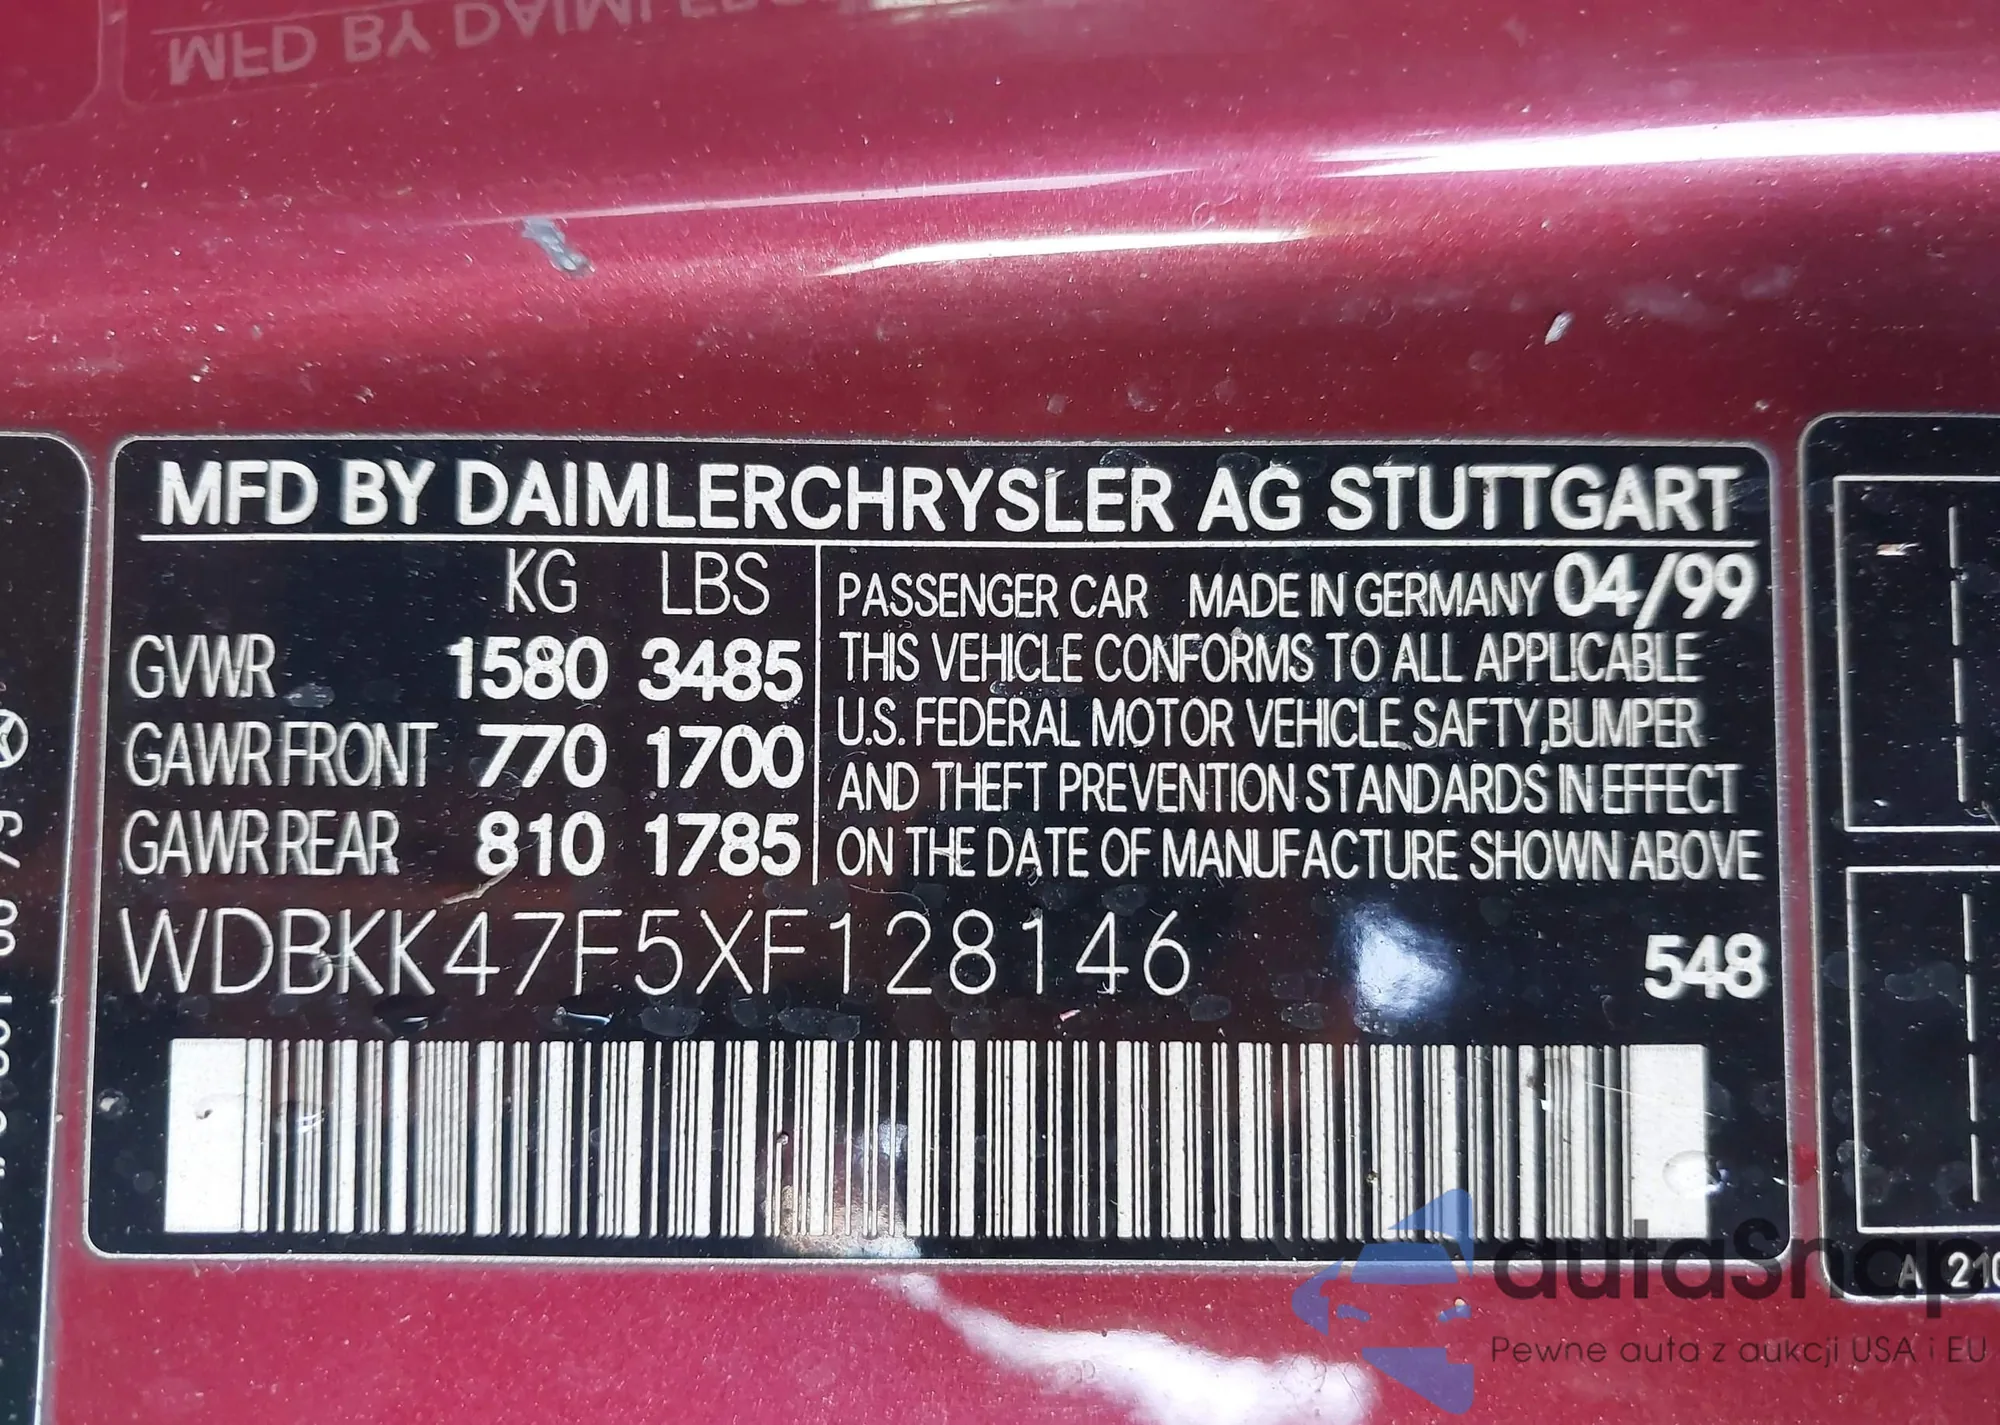 MFD BY DAIMLERCHRYSLER AG STUTTGART
KG LBS
GVWR 1580 3485
GAWR FRONT 770 1700
GAWR REAR 810 1785
PASSENGER CAR MADE IN GERMANY 04/99
THIS VEHICLE CONFORMS TO ALL APPLICABLE
U.S. FEDERAL MOTOR VEHICLE SAFTY,BUMPER
AND THEFT PREVENTION STANDARDS IN EFFECT
ON THE DATE OF MANUFACTURE SHOWN ABOVE
WDBKK47F5XF128146
548
A 210
autoSnap
Pewne auta z aukcji USA i EU